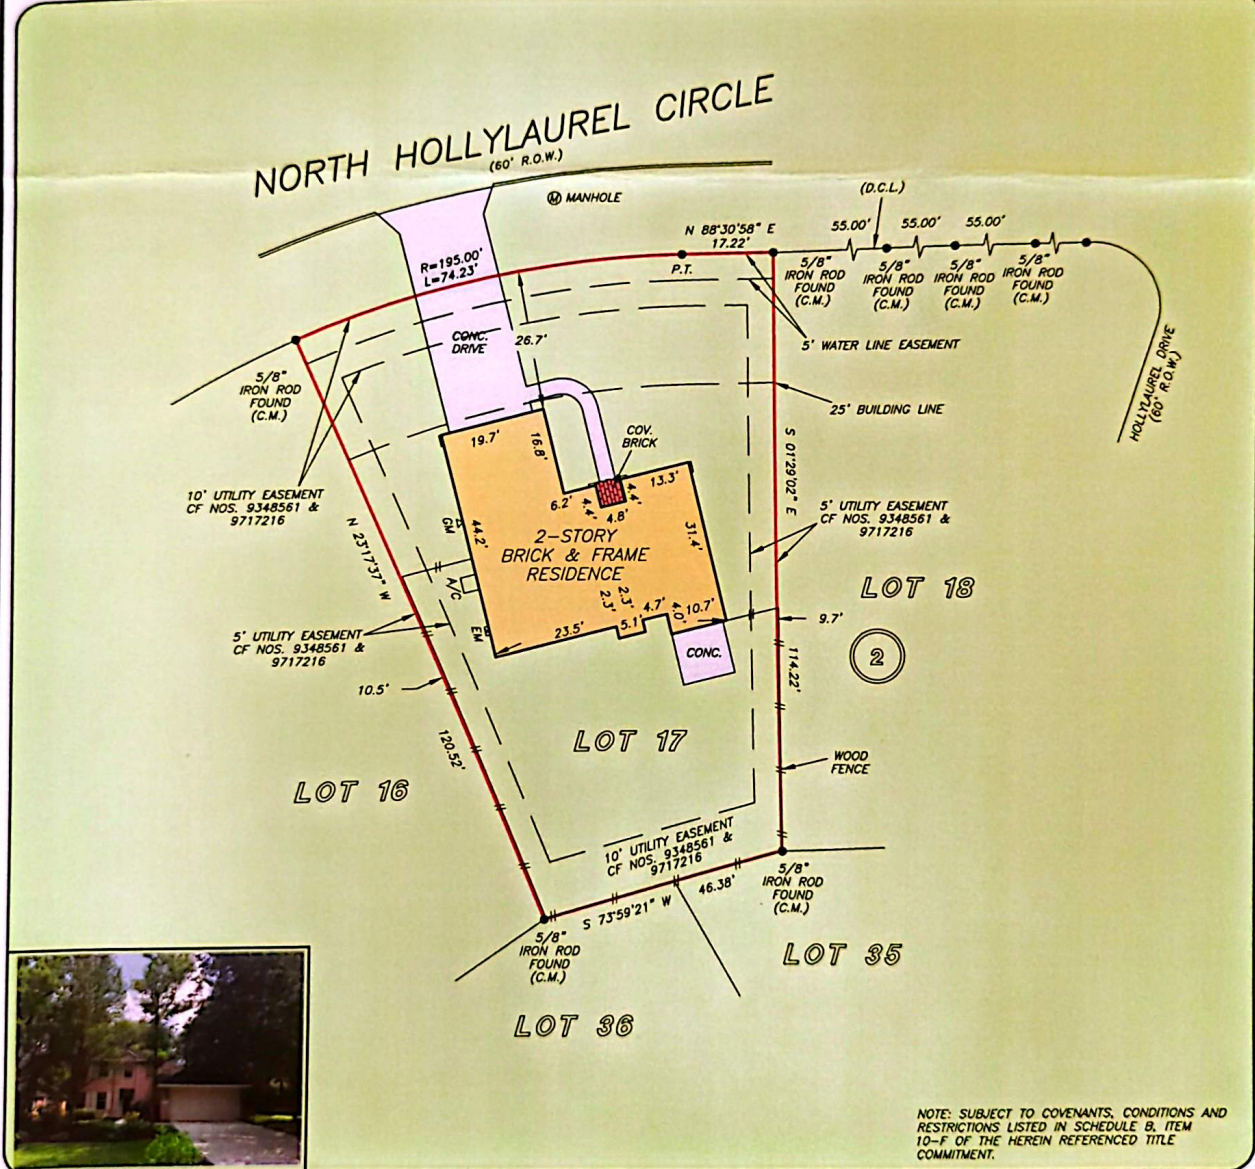 NORTH HOLLYLAUREL CIRCLE
(60' R.O.W.)
M MANHOLE
(D.C.L.)
N 88°30'58" E
17.22'
P.T.
55.00'
55.00'
55.00'
5/8"
IRON ROD
FOUND
(C.M.)
5/8"
IRON ROD
FOUND
(C.M.)
5/8"
IRON ROD
FOUND
(C.M.)
5/8"
IRON ROD
FOUND
(C.M.)
HOLLYLAUREL DRIVE
(60' R.O.W.)
R=195.00'
L=74.23'
CONC.
DRIVE
26.7'
5' WATER LINE EASEMENT
5/8"
IRON ROD
FOUND
(C.M.)
25' BUILDING LINE
COV.
BRICK
19.7'
16.8'
13.3'
6.2'
4.4'
4.8'
4.4'
S 01°29'02" E
10' UTILITY EASEMENT
CF NOS. 9348561 &
9717216
N 23°17'37" W
GM
44.2'
31.4'
2-STORY
BRICK & FRAME
RESIDENCE
5' UTILITY EASEMENT
CF NOS. 9348561 &
9717216
LOT 18
A/C
2.3'
2.3'
4.7'
4.0'
10.7'
5.1'
23.5'
EM
9.7'
5' UTILITY EASEMENT
CF NOS. 9348561 &
9717216
CONC.
114.22'
2
10.5'
120.52'
LOT 17
WOOD
FENCE
LOT 16
10' UTILITY EASEMENT
CF NOS. 9348561 &
9717216
46.38'
S 73°59'21" W
5/8"
IRON ROD
FOUND
(C.M.)
5/8"
IRON ROD
FOUND
(C.M.)
LOT 35
LOT 36
NOTE: SUBJECT TO COVENANTS, CONDITIONS AND
RESTRICTIONS LISTED IN SCHEDULE B, ITEM
10-F OF THE HEREIN REFERENCED TITLE
COMMITMENT.